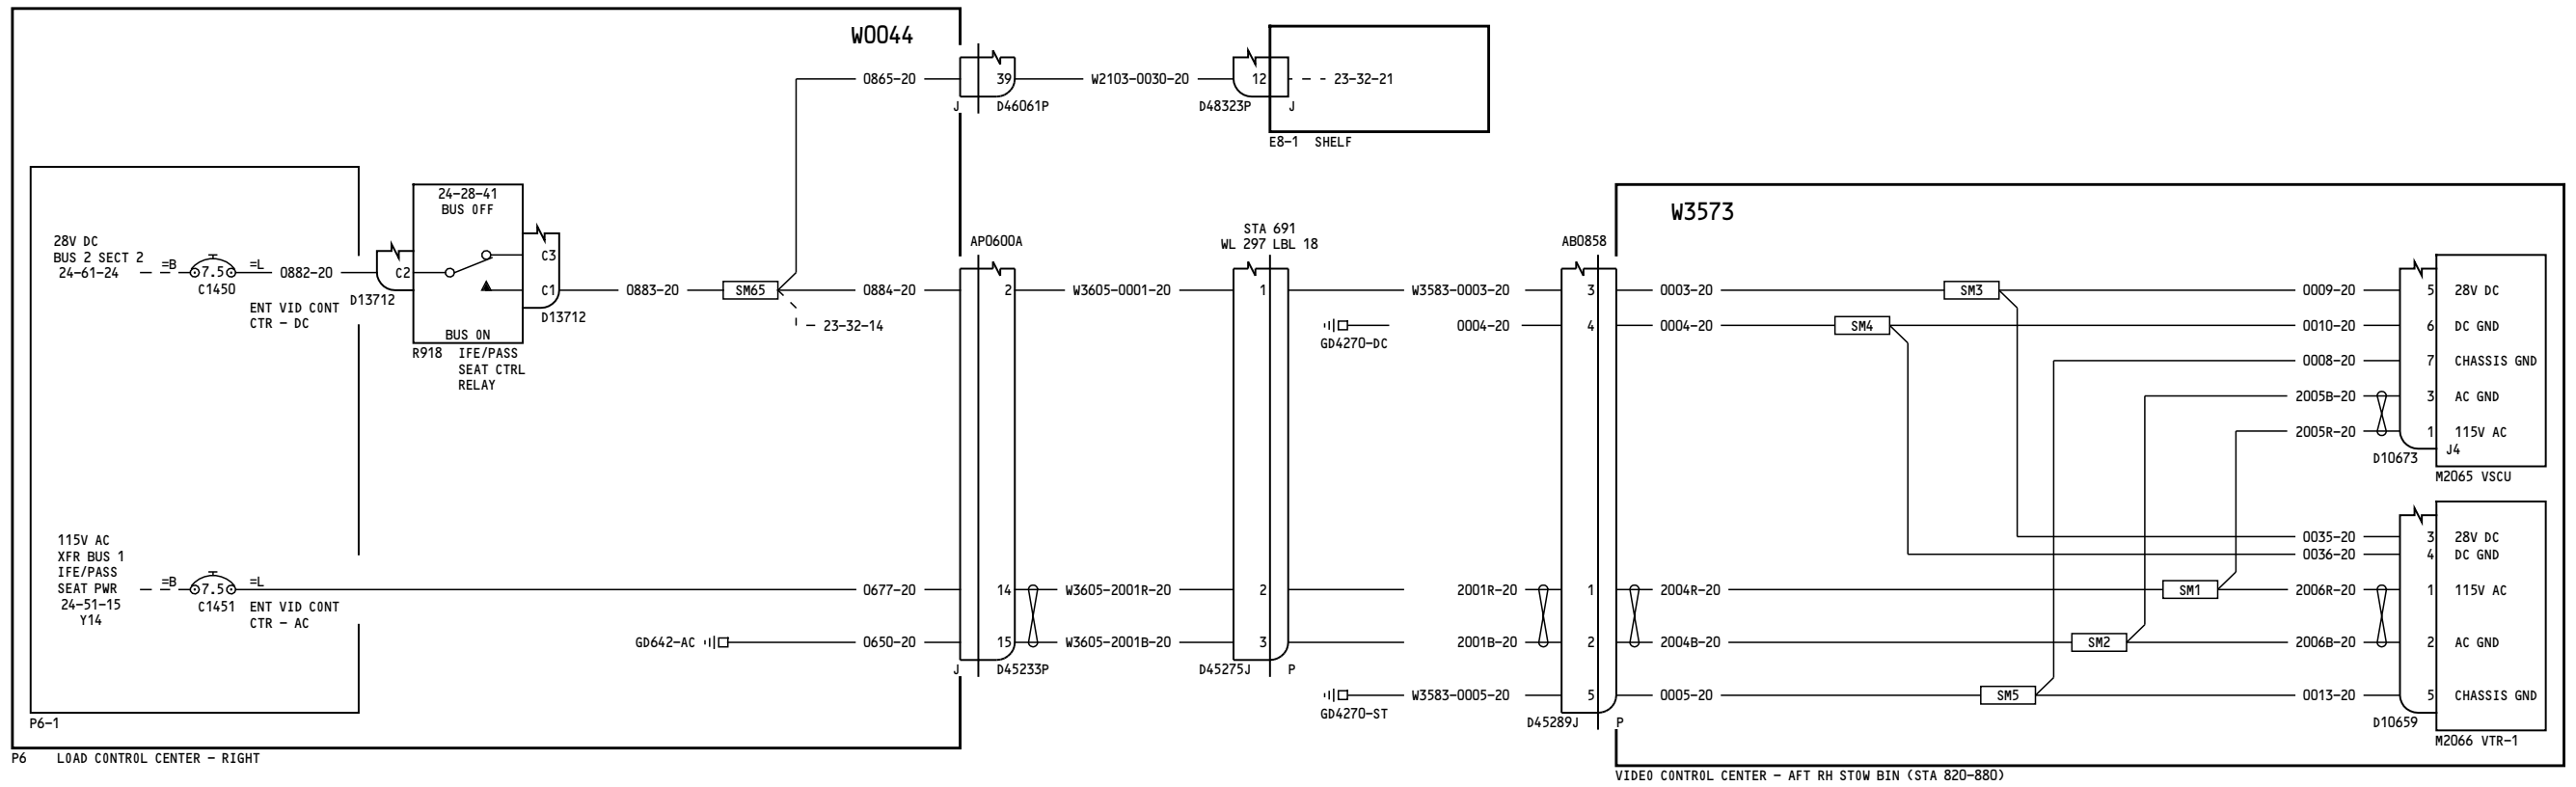 W0044
0865-20
39
J
D46061P
W2103-0030-20
12
D48323P
J
23-32-21
E8-1 SHELF
28V DC
BUS 2 SECT 2
24-61-24
=B
7.5
=L
C1450
0882-20
ENT VID CONT
CTR - DC
C2
D13712
24-28-41
BUS OFF
BUS ON
C3
C1
D13712
R918 IFE/PASS
SEAT CTRL
RELAY
0883-20
SM65
0884-20
23-32-14
AP0600A
2
W3605-0001-20
STA 691
WL 297 LBL 18
1
W3583-0003-20
GD4270-DC
0004-20
AB0858
3
4
W3573
0003-20
0004-20
SM3
SM4
0009-20
0010-20
0008-20
2005B-20
2005R-20
5 28V DC
6 DC GND
7 CHASSIS GND
3 AC GND
1 115V AC
J4
D10673
M2065 VSCU
115V AC
XFR BUS 1
IFE/PASS
SEAT PWR
24-51-15
Y14
=B
7.5
=L
C1451
ENT VID CONT
CTR - AC
0677-20
GD642-AC
0650-20
14
15
J
D45233P
W3605-2001R-20
W3605-2001B-20
2
3
D45275J
P
2001R-20
2001B-20
GD4270-ST
W3583-0005-20
1
2
5
D45289J
P
2004R-20
2004B-20
0005-20
SM1
SM2
SM5
0035-20
0036-20
2006R-20
2006B-20
0013-20
3 28V DC
4 DC GND
1 115V AC
2 AC GND
5 CHASSIS GND
D10659
M2066 VTR-1
P6-1
P6 LOAD CONTROL CENTER - RIGHT
VIDEO CONTROL CENTER - AFT RH STOW BIN (STA 820-880)